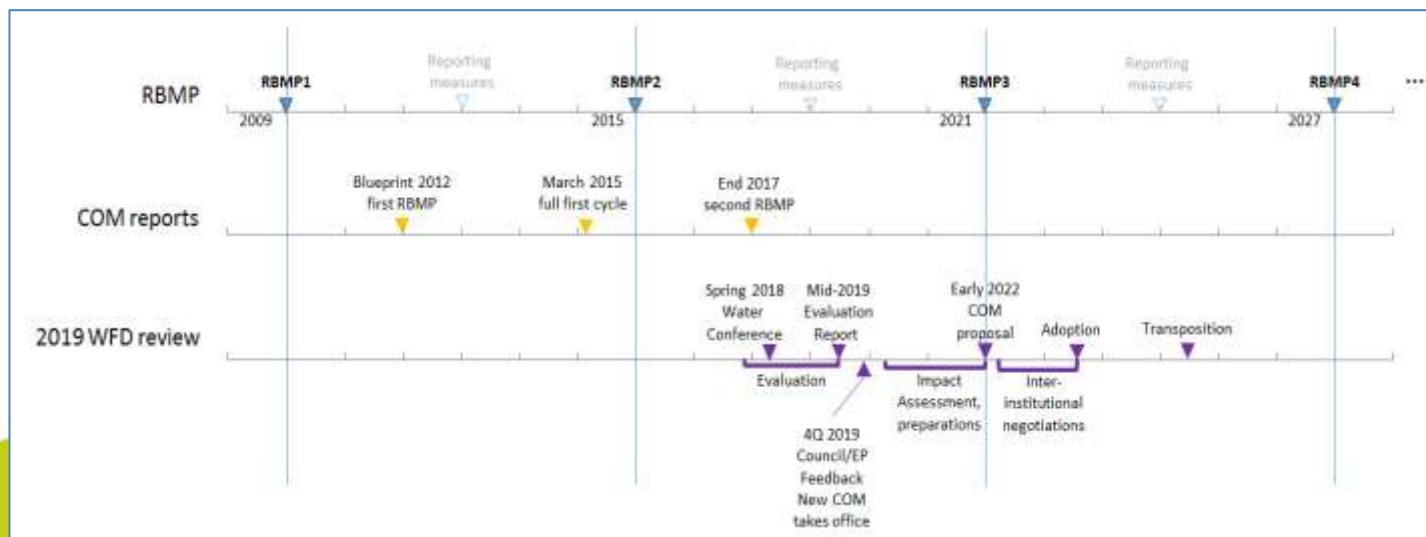 RBMP
RBMP1
Reporting
measures
RBMP2
Reporting
measures
RBMP3
Reporting
measures
RBMP4
...
2009
2015
2021
2027
COM reports
Blueprint 2012
first RBMP
March 2015
full first cycle
End 2017
second RBMP
2019 WFD review
Spring 2018
Water
Conference
Mid-2019
Evaluation
Report
Early 2022
COM
proposal
Adoption
Transposition
Evaluation
4Q 2019
Council/EP
Feedback
New COM
takes office
Impact
Assessment,
preparations
Inter-
institutional
negotiations